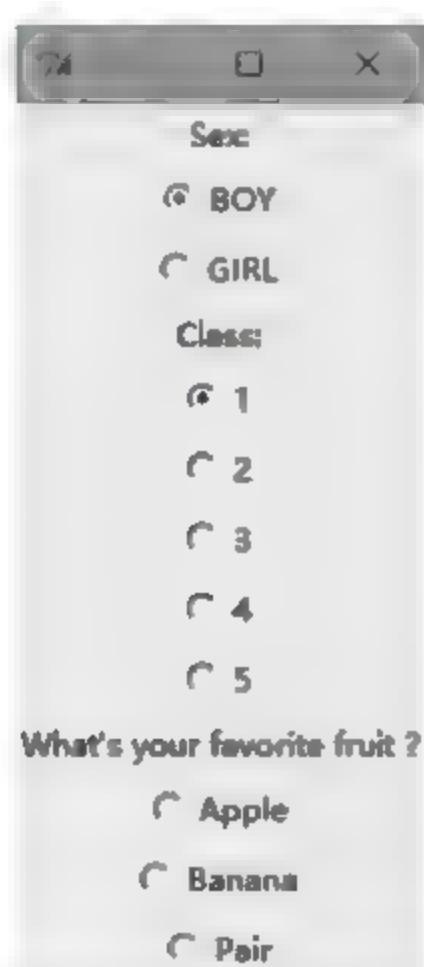 Sex:
BOY
GIRL
Class:
1
2
3
4
5
What's your favorite fruit ?
Apple
Banana
Pair